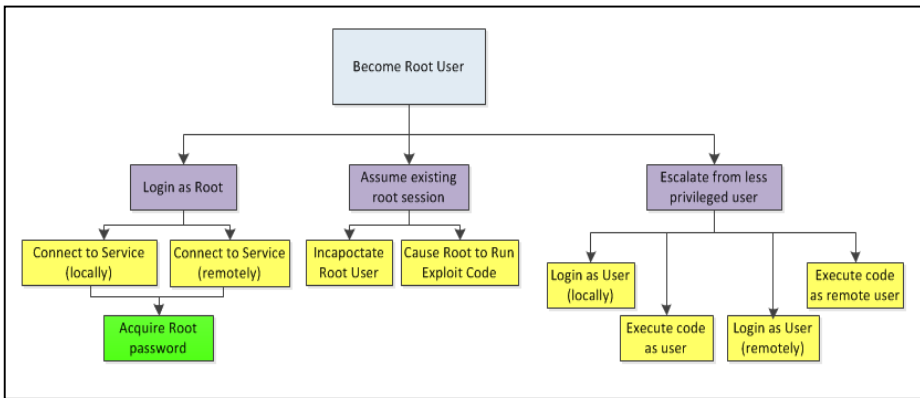 Become Root User
Login as Root
Assume existing
root session
Escalate from less
privileged user
Connect to Service
(locally)
Connect to Service
(remotely)
Incapoctate
Root User
Cause Root to Run
Exploit Code
Login as User
(locally)
Execute code
as remote user
Acquire Root
password
Execute code
as user
Login as User
(remotely)